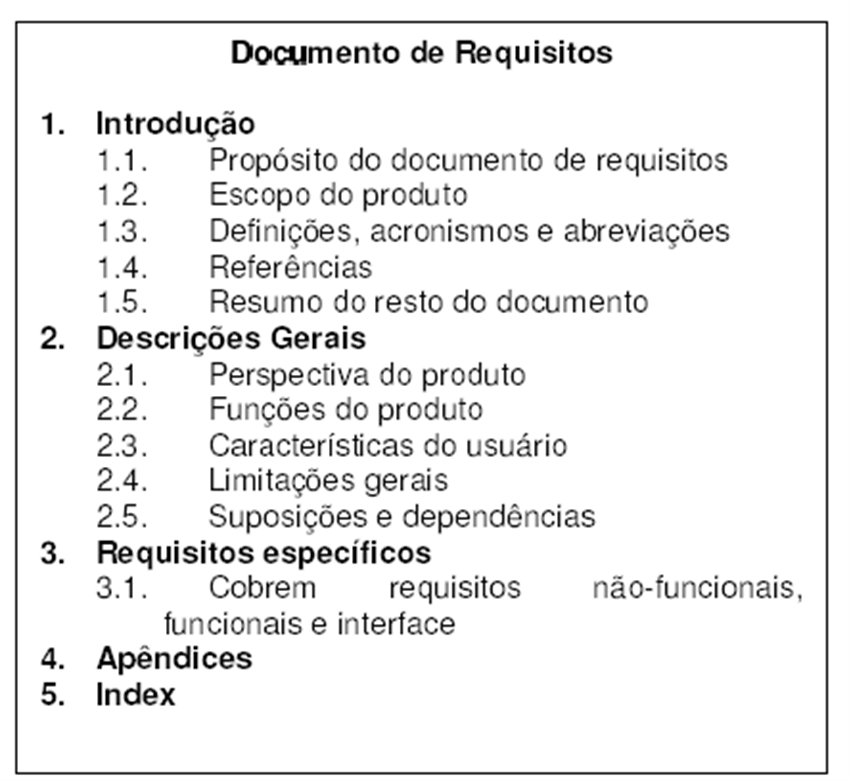 Documento de Requisitos
1. Introdução
1.1. Propósito do documento de requisitos
1.2. Escopo do produto
1.3. Definições, acronismos e abreviações
1.4. Referências
1.5. Resumo do resto do documento
2. Descrições Gerais
2.1. Perspectiva do produto
2.2. Funções do produto
2.3. Características do usuário
2.4. Limitações gerais
2.5. Suposições e dependências
3. Requisitos específicos
3.1. Cobrem requisitos não-funcionais,
funcionais e interface
4. Apêndices
5. Index